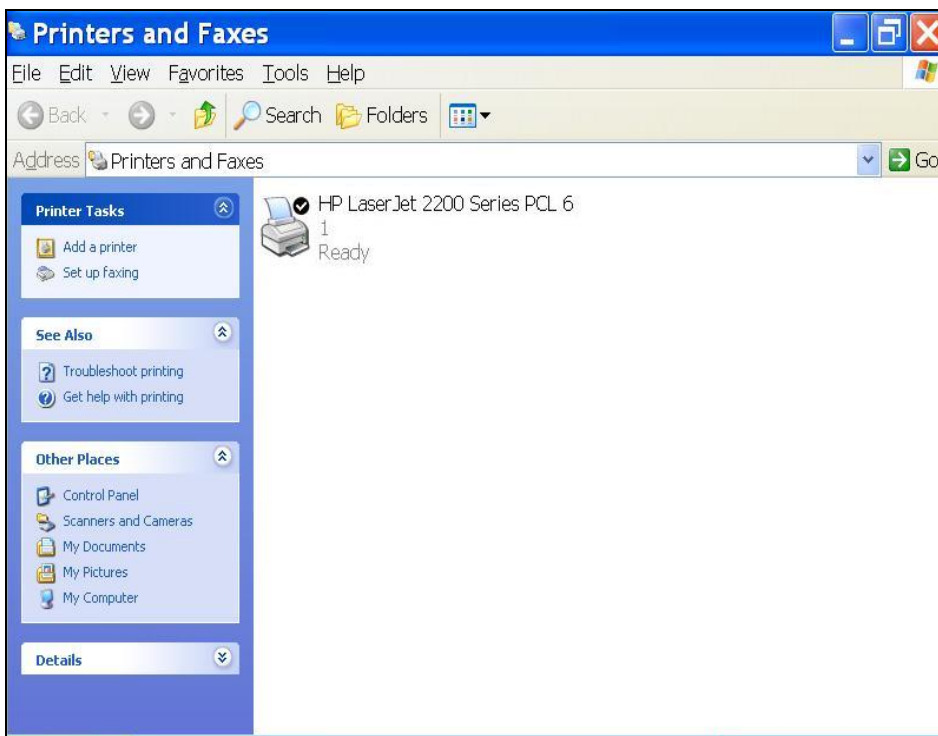 Printers and Faxes
File Edit View Favorites Tools Help
Back Search Folders
Address Printers and Faxes Go
Printer Tasks
Add a printer
Set up faxing
See Also
Troubleshoot printing
Get help with printing
Other Places
Control Panel
Scanners and Cameras
My Documents
My Pictures
My Computer
Details
HP LaserJet 2200 Series PCL 6
1
Ready